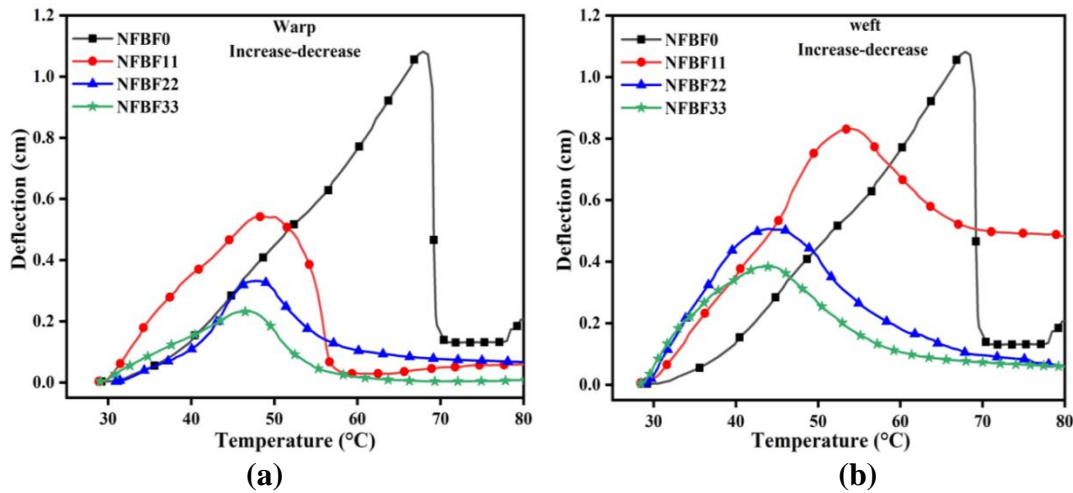 Warp
Increase-decrease
NFBF0
NFBF11
NFBF22
NFBF33
Deflection (cm)
1.2
1.0
0.8
0.6
0.4
0.2
0.0
30 40 50 60 70 80
Temperature (°C)
(a)
weft
Increase-decrease
NFBF0
NFBF11
NFBF22
NFBF33
Deflection (cm)
1.2
1.0
0.8
0.6
0.4
0.2
0.0
30 40 50 60 70 80
Temperature (°C)
(b)